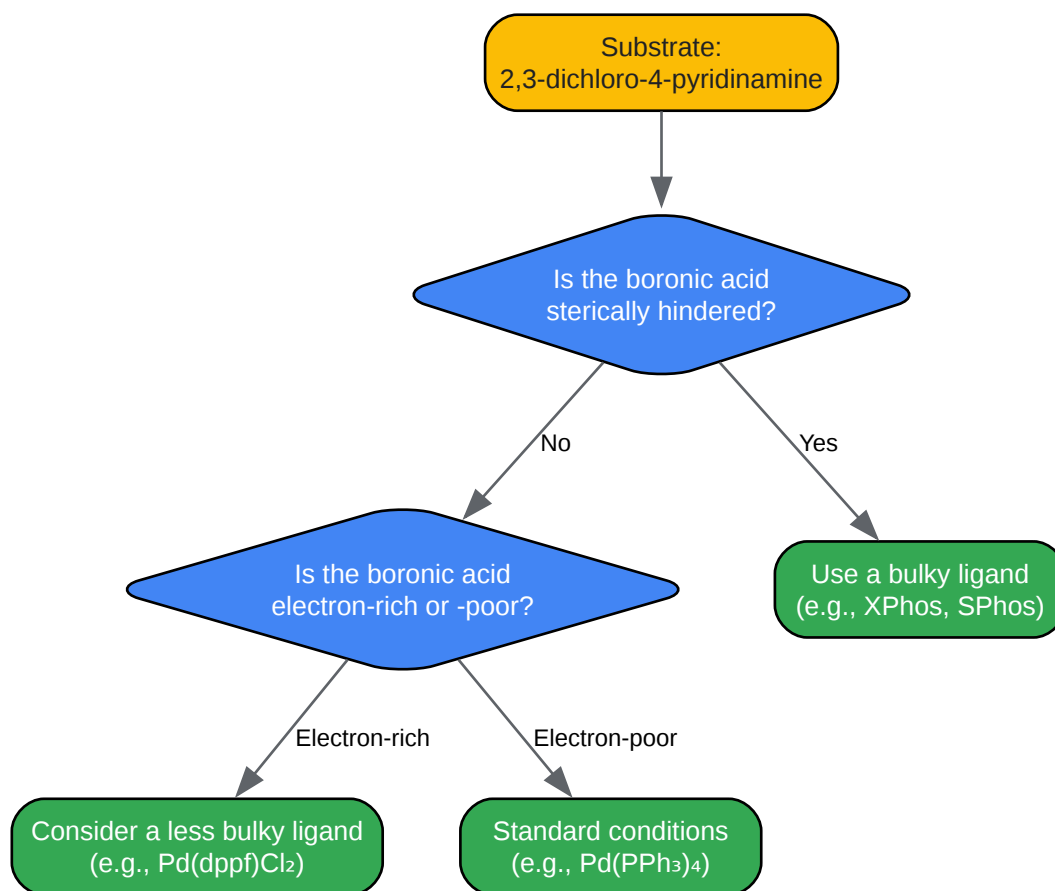 Substrate:
2,3-dichloro-4-pyridinamine
Is the boronic acid
sterically hindered?
No
Yes
Is the boronic acid
electron-rich or -poor?
Use a bulky ligand
(e.g., XPhos, SPhos)
Electron-rich
Electron-poor
Consider a less bulky ligand
(e.g., Pd(dppf)Cl₂)
Standard conditions
(e.g., Pd(PPh₃)₄)